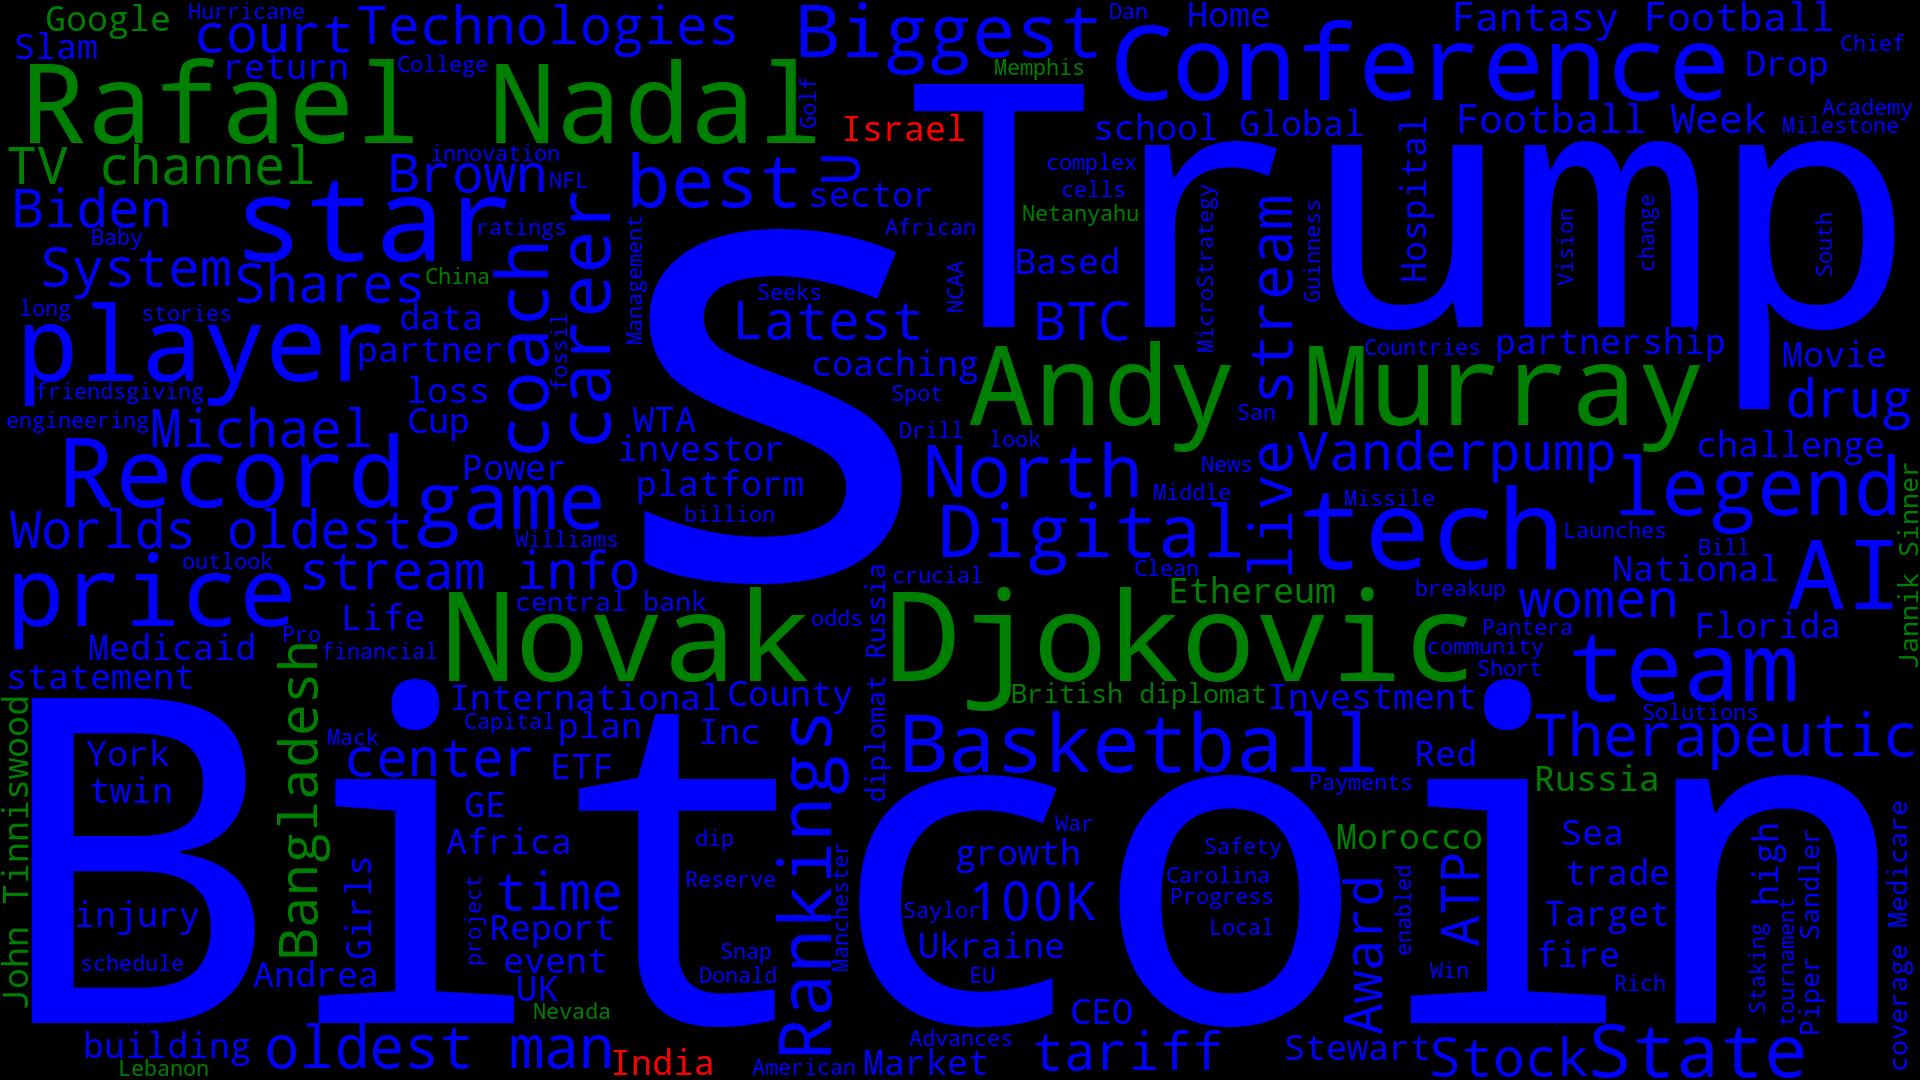 Google
Hurricane
court
Technologies
Biggest
Dan
Home
Fantasy Football
Slam
return
College
Conference
Drop
Chief
Rafael Nadal
Golf
Memphis
Trump
Israel
school
Global
Football
Week
Academy
Milestone
TV channel
innovation
Brown
NFL
best
U
sector
complex
cells
Hospital
Biden
star
ratings
career
Management
African
Netanyahu
MicroStrategy
stream
Guinness
Vision
change
South
Baby
System
Shares
China
coach
S
Seeks
NCAA
Based
long
stories
player
data
partner
fossil
Latest
BTC
coaching
Andy Murray
Countries
partnership
Movie
friendsgiving
loss
Spot
San
drug
engineering
Michael
Cup
WTA
Drill
look
live
Vanderpump
challenge
Record
Power
game
investor
platform
billion
North
News
Middle
Missile
legend
Jannik Sinner
Worlds oldest
Williams
Digital
tech
Launches
Bill
AI
outlook
price
stream info
crucial
Clean
Ethereum
breakup
National
women
Life
Novak Djokovic
central bank
odds
diplomat Russia
Pantera
Florida
Medicaid
Pro
financial
community
Short
team
statement
Bangladesh
International
County
British diplomat
Investment
John Tinniswood
Bitcoin
Mack
Capital
plan
Inc
Rankings
Basketball
Red
Solutions
Therapeutic
York
twin
center
ETF
Payments
Russia
GE
Africa
dip
War
growth
Safety
Morocco
Sea
high
Piper Sandler
coverage Medicare
injury
Girls
project
time
Reserve
Manchester
Saylor
100K
Carolina
Progress
Local
Award
enabled
ATP
trade
Target
Report
schedule
Andrea
event
Snap
Donald
Ukraine
EU
Win
fire
Rich
Staking
tournament
UK
Nevada
CEO
building
Lebanon
oldest man
India
American
Advances
Market
tariff
Stewart
Stock
State